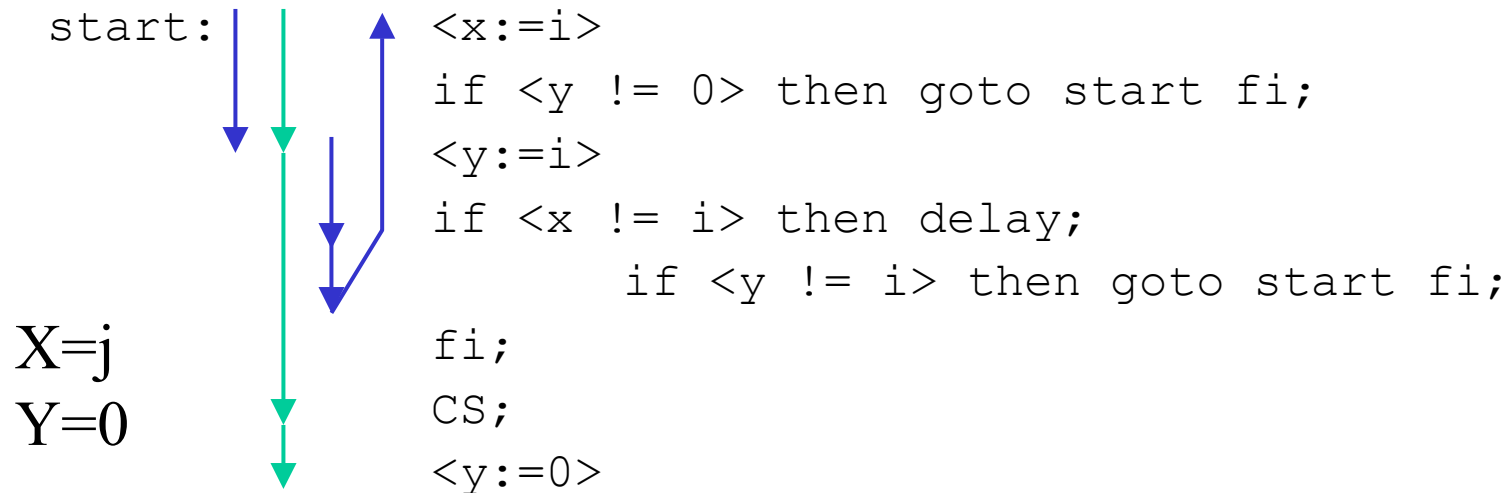 start: <x:=i>
if <y != 0> then goto start fi;
<y:=i>
if <x != i> then delay;
if <y != i> then goto start fi;
X=j fi;
Y=0 CS;
<y:=0>